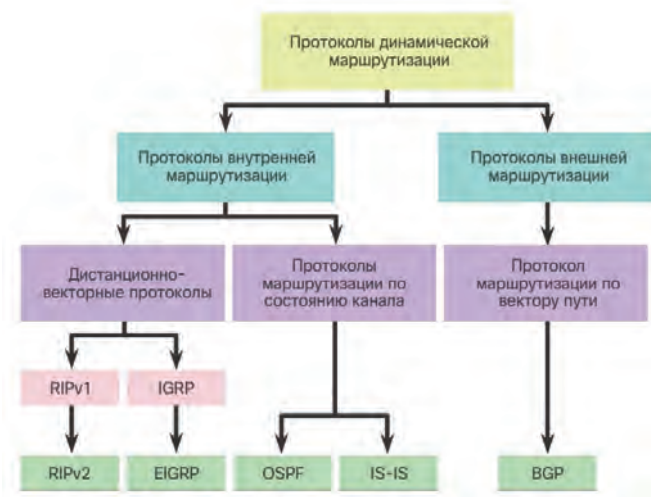 Протоколы динамической
маршрутизации
Протоколы внутренней
маршрутизации
Протоколы внешней
маршрутизации
Дистанционно-
векторные протоколы
Протоколы
маршрутизации по
состоянию канала
Протокол
маршрутизации по
вектору пути
RIPv1
IGRP
RIPv2
EIGRP
OSPF
IS-IS
BGP